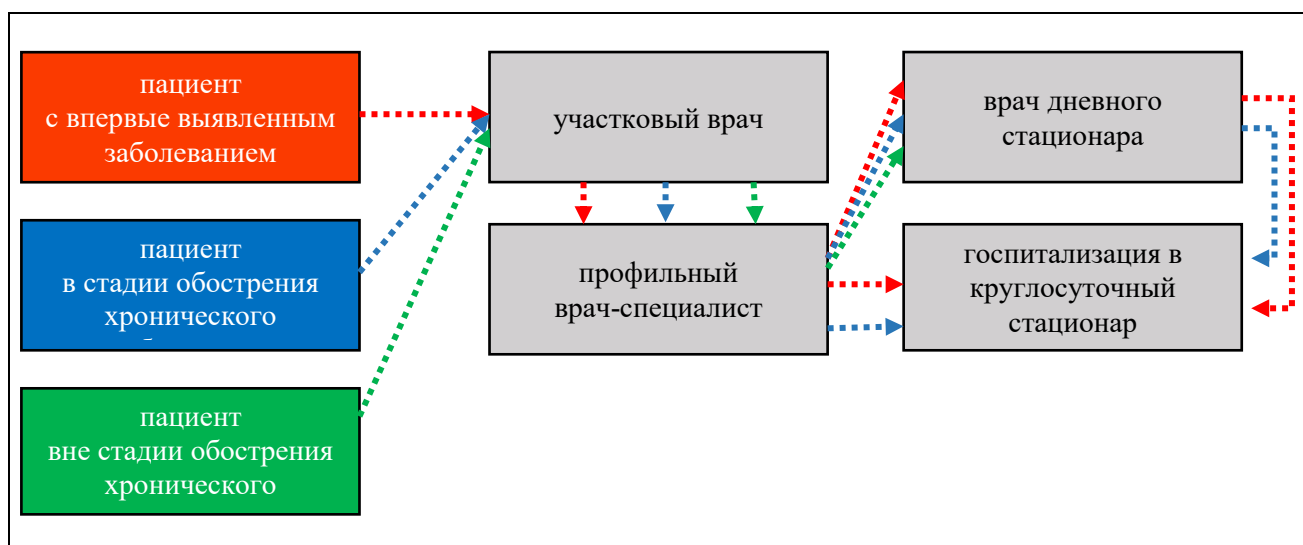 пациент
с впервые выявленным
заболеванием
пациент
в стадии обострения
хронического
пациент
вне стадии обострения
хронического
участковый врач
профильный
врач-специалист
врач дневного
стационара
госпитализация в
круглосуточный
стационар